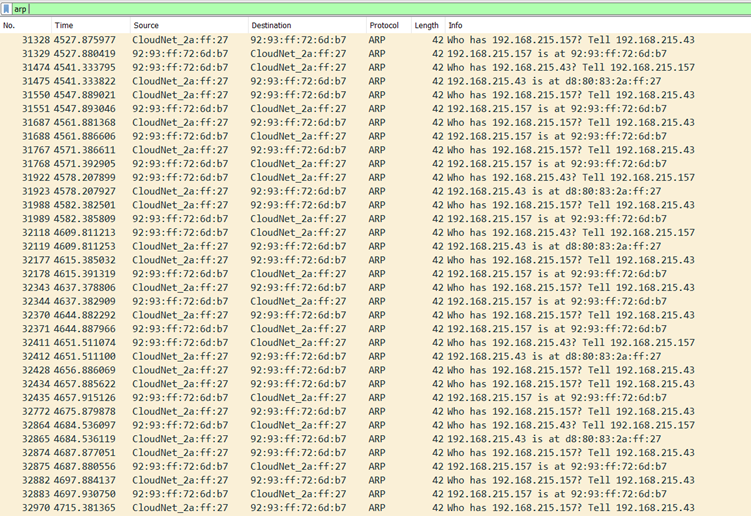 arp
No. Time Source Destination Protocol Length Info
31328 4527.875977 CloudNet_2a:ff:27 92:93:ff:72:6d:b7 ARP 42 Who has 192.168.215.157? Tell 192.168.215.43
31329 4527.880419 92:93:ff:72:6d:b7 CloudNet_2a:ff:27 ARP 42 192.168.215.157 is at 92:93:ff:72:6d:b7
31474 4541.333795 92:93:ff:72:6d:b7 CloudNet_2a:ff:27 ARP 42 Who has 192.168.215.43? Tell 192.168.215.157
31475 4541.333822 CloudNet_2a:ff:27 92:93:ff:72:6d:b7 ARP 42 192.168.215.43 is at d8:80:83:2a:ff:27
31550 4547.889021 CloudNet_2a:ff:27 92:93:ff:72:6d:b7 ARP 42 Who has 192.168.215.157? Tell 192.168.215.43
31551 4547.893046 92:93:ff:72:6d:b7 CloudNet_2a:ff:27 ARP 42 192.168.215.157 is at 92:93:ff:72:6d:b7
31687 4561.881368 CloudNet_2a:ff:27 92:93:ff:72:6d:b7 ARP 42 Who has 192.168.215.157? Tell 192.168.215.43
31688 4561.886606 92:93:ff:72:6d:b7 CloudNet_2a:ff:27 ARP 42 192.168.215.157 is at 92:93:ff:72:6d:b7
31767 4571.386611 CloudNet_2a:ff:27 92:93:ff:72:6d:b7 ARP 42 Who has 192.168.215.157? Tell 192.168.215.43
31768 4571.392905 92:93:ff:72:6d:b7 CloudNet_2a:ff:27 ARP 42 192.168.215.157 is at 92:93:ff:72:6d:b7
31922 4578.207899 92:93:ff:72:6d:b7 CloudNet_2a:ff:27 ARP 42 Who has 192.168.215.43? Tell 192.168.215.157
31923 4578.207927 CloudNet_2a:ff:27 92:93:ff:72:6d:b7 ARP 42 192.168.215.43 is at d8:80:83:2a:ff:27
31988 4582.382501 CloudNet_2a:ff:27 92:93:ff:72:6d:b7 ARP 42 Who has 192.168.215.157? Tell 192.168.215.43
31989 4582.385809 92:93:ff:72:6d:b7 CloudNet_2a:ff:27 ARP 42 192.168.215.157 is at 92:93:ff:72:6d:b7
32118 4609.811213 92:93:ff:72:6d:b7 CloudNet_2a:ff:27 ARP 42 Who has 192.168.215.43? Tell 192.168.215.157
32119 4609.811253 CloudNet_2a:ff:27 92:93:ff:72:6d:b7 ARP 42 192.168.215.43 is at d8:80:83:2a:ff:27
32177 4615.385032 CloudNet_2a:ff:27 92:93:ff:72:6d:b7 ARP 42 Who has 192.168.215.157? Tell 192.168.215.43
32178 4615.391319 92:93:ff:72:6d:b7 CloudNet_2a:ff:27 ARP 42 192.168.215.157 is at 92:93:ff:72:6d:b7
32343 4637.378806 CloudNet_2a:ff:27 92:93:ff:72:6d:b7 ARP 42 Who has 192.168.215.157? Tell 192.168.215.43
32344 4637.382909 92:93:ff:72:6d:b7 CloudNet_2a:ff:27 ARP 42 192.168.215.157 is at 92:93:ff:72:6d:b7
32370 4644.882292 CloudNet_2a:ff:27 92:93:ff:72:6d:b7 ARP 42 Who has 192.168.215.157? Tell 192.168.215.43
32371 4644.887966 92:93:ff:72:6d:b7 CloudNet_2a:ff:27 ARP 42 192.168.215.157 is at 92:93:ff:72:6d:b7
32411 4651.511074 92:93:ff:72:6d:b7 CloudNet_2a:ff:27 ARP 42 Who has 192.168.215.43? Tell 192.168.215.157
32412 4651.511100 CloudNet_2a:ff:27 92:93:ff:72:6d:b7 ARP 42 192.168.215.43 is at d8:80:83:2a:ff:27
32428 4656.886069 CloudNet_2a:ff:27 92:93:ff:72:6d:b7 ARP 42 Who has 192.168.215.157? Tell 192.168.215.43
32434 4657.885622 CloudNet_2a:ff:27 92:93:ff:72:6d:b7 ARP 42 Who has 192.168.215.157? Tell 192.168.215.43
32435 4657.915126 92:93:ff:72:6d:b7 CloudNet_2a:ff:27 ARP 42 192.168.215.157 is at 92:93:ff:72:6d:b7
32772 4675.879878 CloudNet_2a:ff:27 92:93:ff:72:6d:b7 ARP 42 Who has 192.168.215.157? Tell 192.168.215.43
32864 4684.536097 92:93:ff:72:6d:b7 CloudNet_2a:ff:27 ARP 42 Who has 192.168.215.43? Tell 192.168.215.157
32865 4684.536119 CloudNet_2a:ff:27 92:93:ff:72:6d:b7 ARP 42 192.168.215.43 is at d8:80:83:2a:ff:27
32874 4687.877051 CloudNet_2a:ff:27 92:93:ff:72:6d:b7 ARP 42 Who has 192.168.215.157? Tell 192.168.215.43
32875 4687.880556 92:93:ff:72:6d:b7 CloudNet_2a:ff:27 ARP 42 192.168.215.157 is at 92:93:ff:72:6d:b7
32882 4697.884137 CloudNet_2a:ff:27 92:93:ff:72:6d:b7 ARP 42 Who has 192.168.215.157? Tell 192.168.215.43
32883 4697.930750 92:93:ff:72:6d:b7 CloudNet_2a:ff:27 ARP 42 192.168.215.157 is at 92:93:ff:72:6d:b7
32970 4715.381365 CloudNet_2a:ff:27 92:93:ff:72:6d:b7 ARP 42 Who has 192.168.215.157? Tell 192.168.215.43